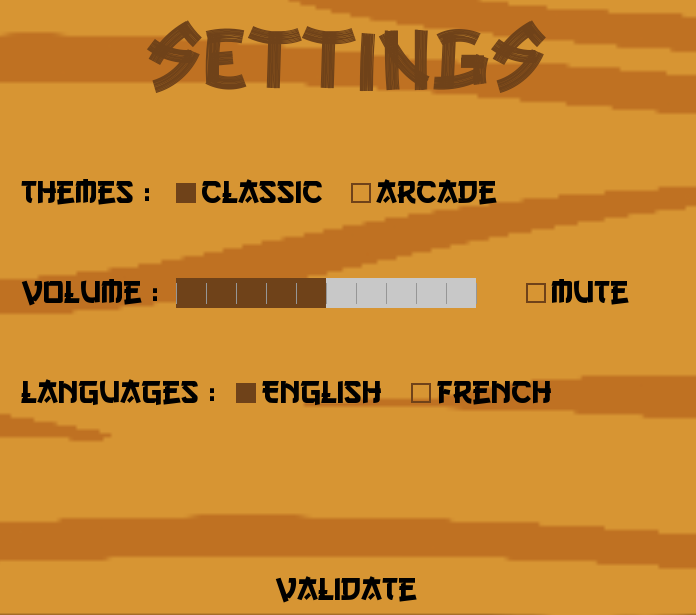 SETTINGS
THEMES : CLASSIC ARCADE
VOLUME : MUTE
LANGUAGES : ENGLISH FRENCH
VALIDATE